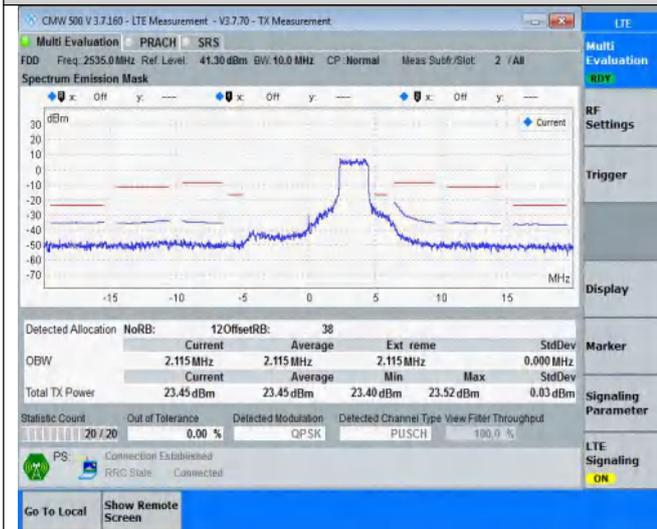 CMW 500 V 3.7.160 - LTE Measurement - V3.7.70 - TX Measurement
LTE
Multi Evaluation PRACH SRS
Multi
Evaluation
RDY
FDD Freq.:2535.0 MHz Ref. Level: 41.30 dBm BW: 10.0 MHz CP :Normal Meas Subfr./Slot: 2 / All
Spectrum Emission Mask
x: Off y: --- x: Off y: --- x: Off y: ---
RF
Settings
dBm
Current
30
20
10
0
-10
-20
-30
-40
-50
-60
-70
Trigger
MHz
-15 -10 -5 0 5 10 15
Display
Detected Allocation NoRB: 12 OffsetRB: 38
Current Average Extreme StdDev
OBW 2.115 MHz 2.115 MHz 2.115 MHz 0.000 MHz
Marker
Current Average Min Max StdDev
Total TX Power 23.45 dBm 23.45 dBm 23.40 dBm 23.52 dBm 0.03 dBm
Signaling
Parameter
Statistic Count Out of Tolerance Detected Modulation Detected Channel Type View Filter Throughput
20 / 20 0.00 % QPSK PUSCH 100.0 %
PS: Connection Established
RRC State: Connected
LTE
Signaling
ON
Go To Local
Show Remote
Screen